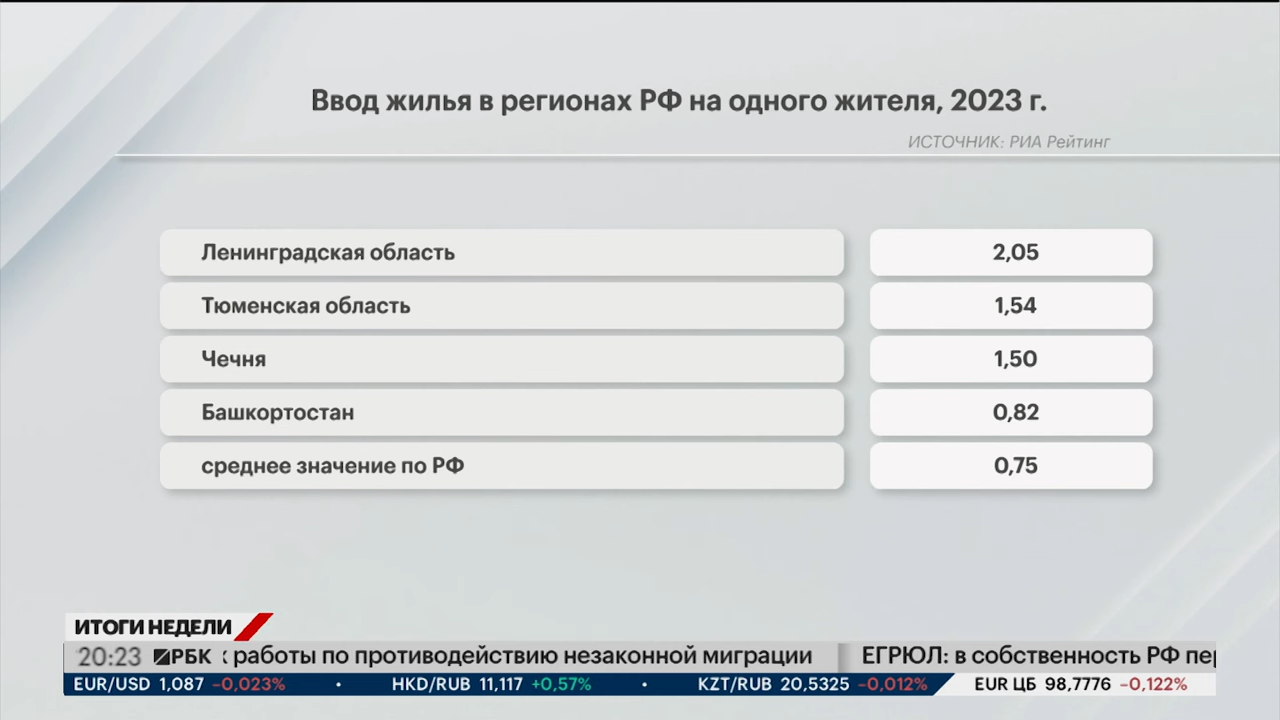 Ввод жилья в регионах РФ на одного жителя, 2023 г.
ИСТОЧНИК: РИА Рейтинг
Ленинградская область 2,05
Тюменская область 1,54
Чечня 1,50
Башкортостан 0,82
среднее значение по РФ 0,75
ИТОГИ НЕДЕЛИ
20:23 РБК работы по противодействию незаконной миграции ЕГРЮЛ: в собственность РФ
EUR/USD 1,087 -0,023% • HKD/RUB 11,117 +0,57% • KZT/RUB 20,5325 -0,012% EUR ЦБ 98,7776 -0,122%